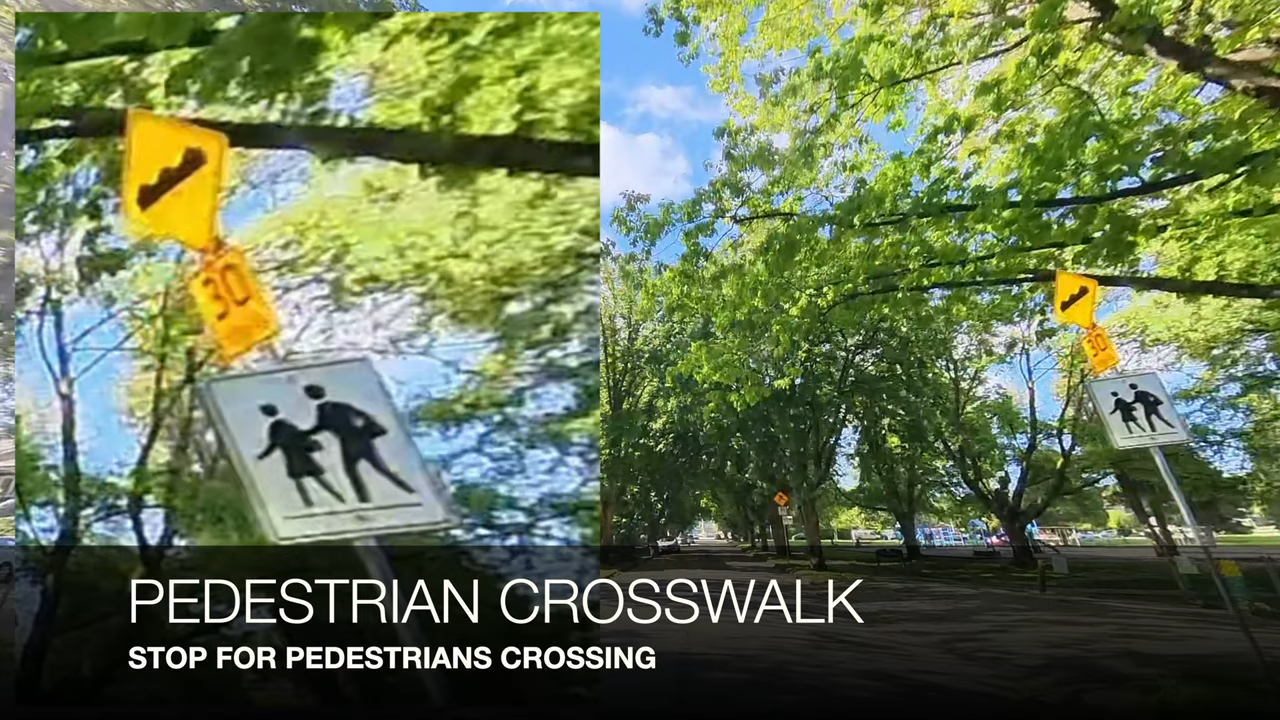 30
30
PEDESTRIAN CROSSWALK
STOP FOR PEDESTRIANS CROSSING